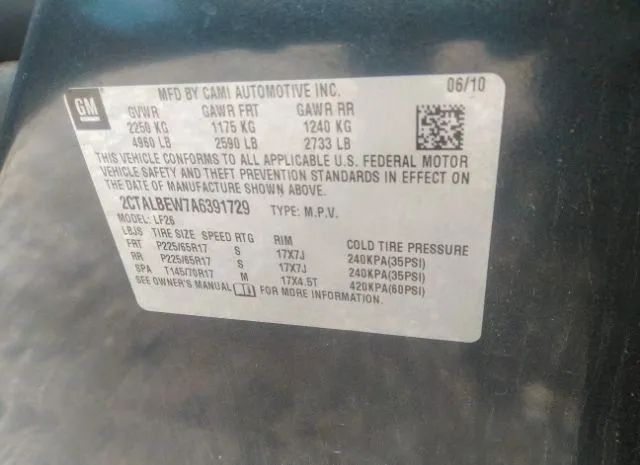 GM
MFD BY CAMI AUTOMOTIVE INC. 06/10
GVWR GAWR FRT GAWR RR
2250 KG 1175 KG 1240 KG
4960 LB 2590 LB 2733 LB
THIS VEHICLE CONFORMS TO ALL APPLICABLE U.S. FEDERAL MOTOR
VEHICLE SAFETY AND THEFT PREVENTION STANDARDS IN EFFECT ON
THE DATE OF MANUFACTURE SHOWN ABOVE.
2CTALBEW7A6391729 TYPE: M.P.V.
MODEL: LF26
LBJS TIRE SIZE SPEED RTG RIM COLD TIRE PRESSURE
FRT P225/65R17 S 17X7J 240KPA(35PSI)
RR P225/65R17 S 17X7J 240KPA(35PSI)
SPA T145/70R17 M 17X4.5T 420KPA(60PSI)
SEE OWNER'S MANUAL FOR MORE INFORMATION.